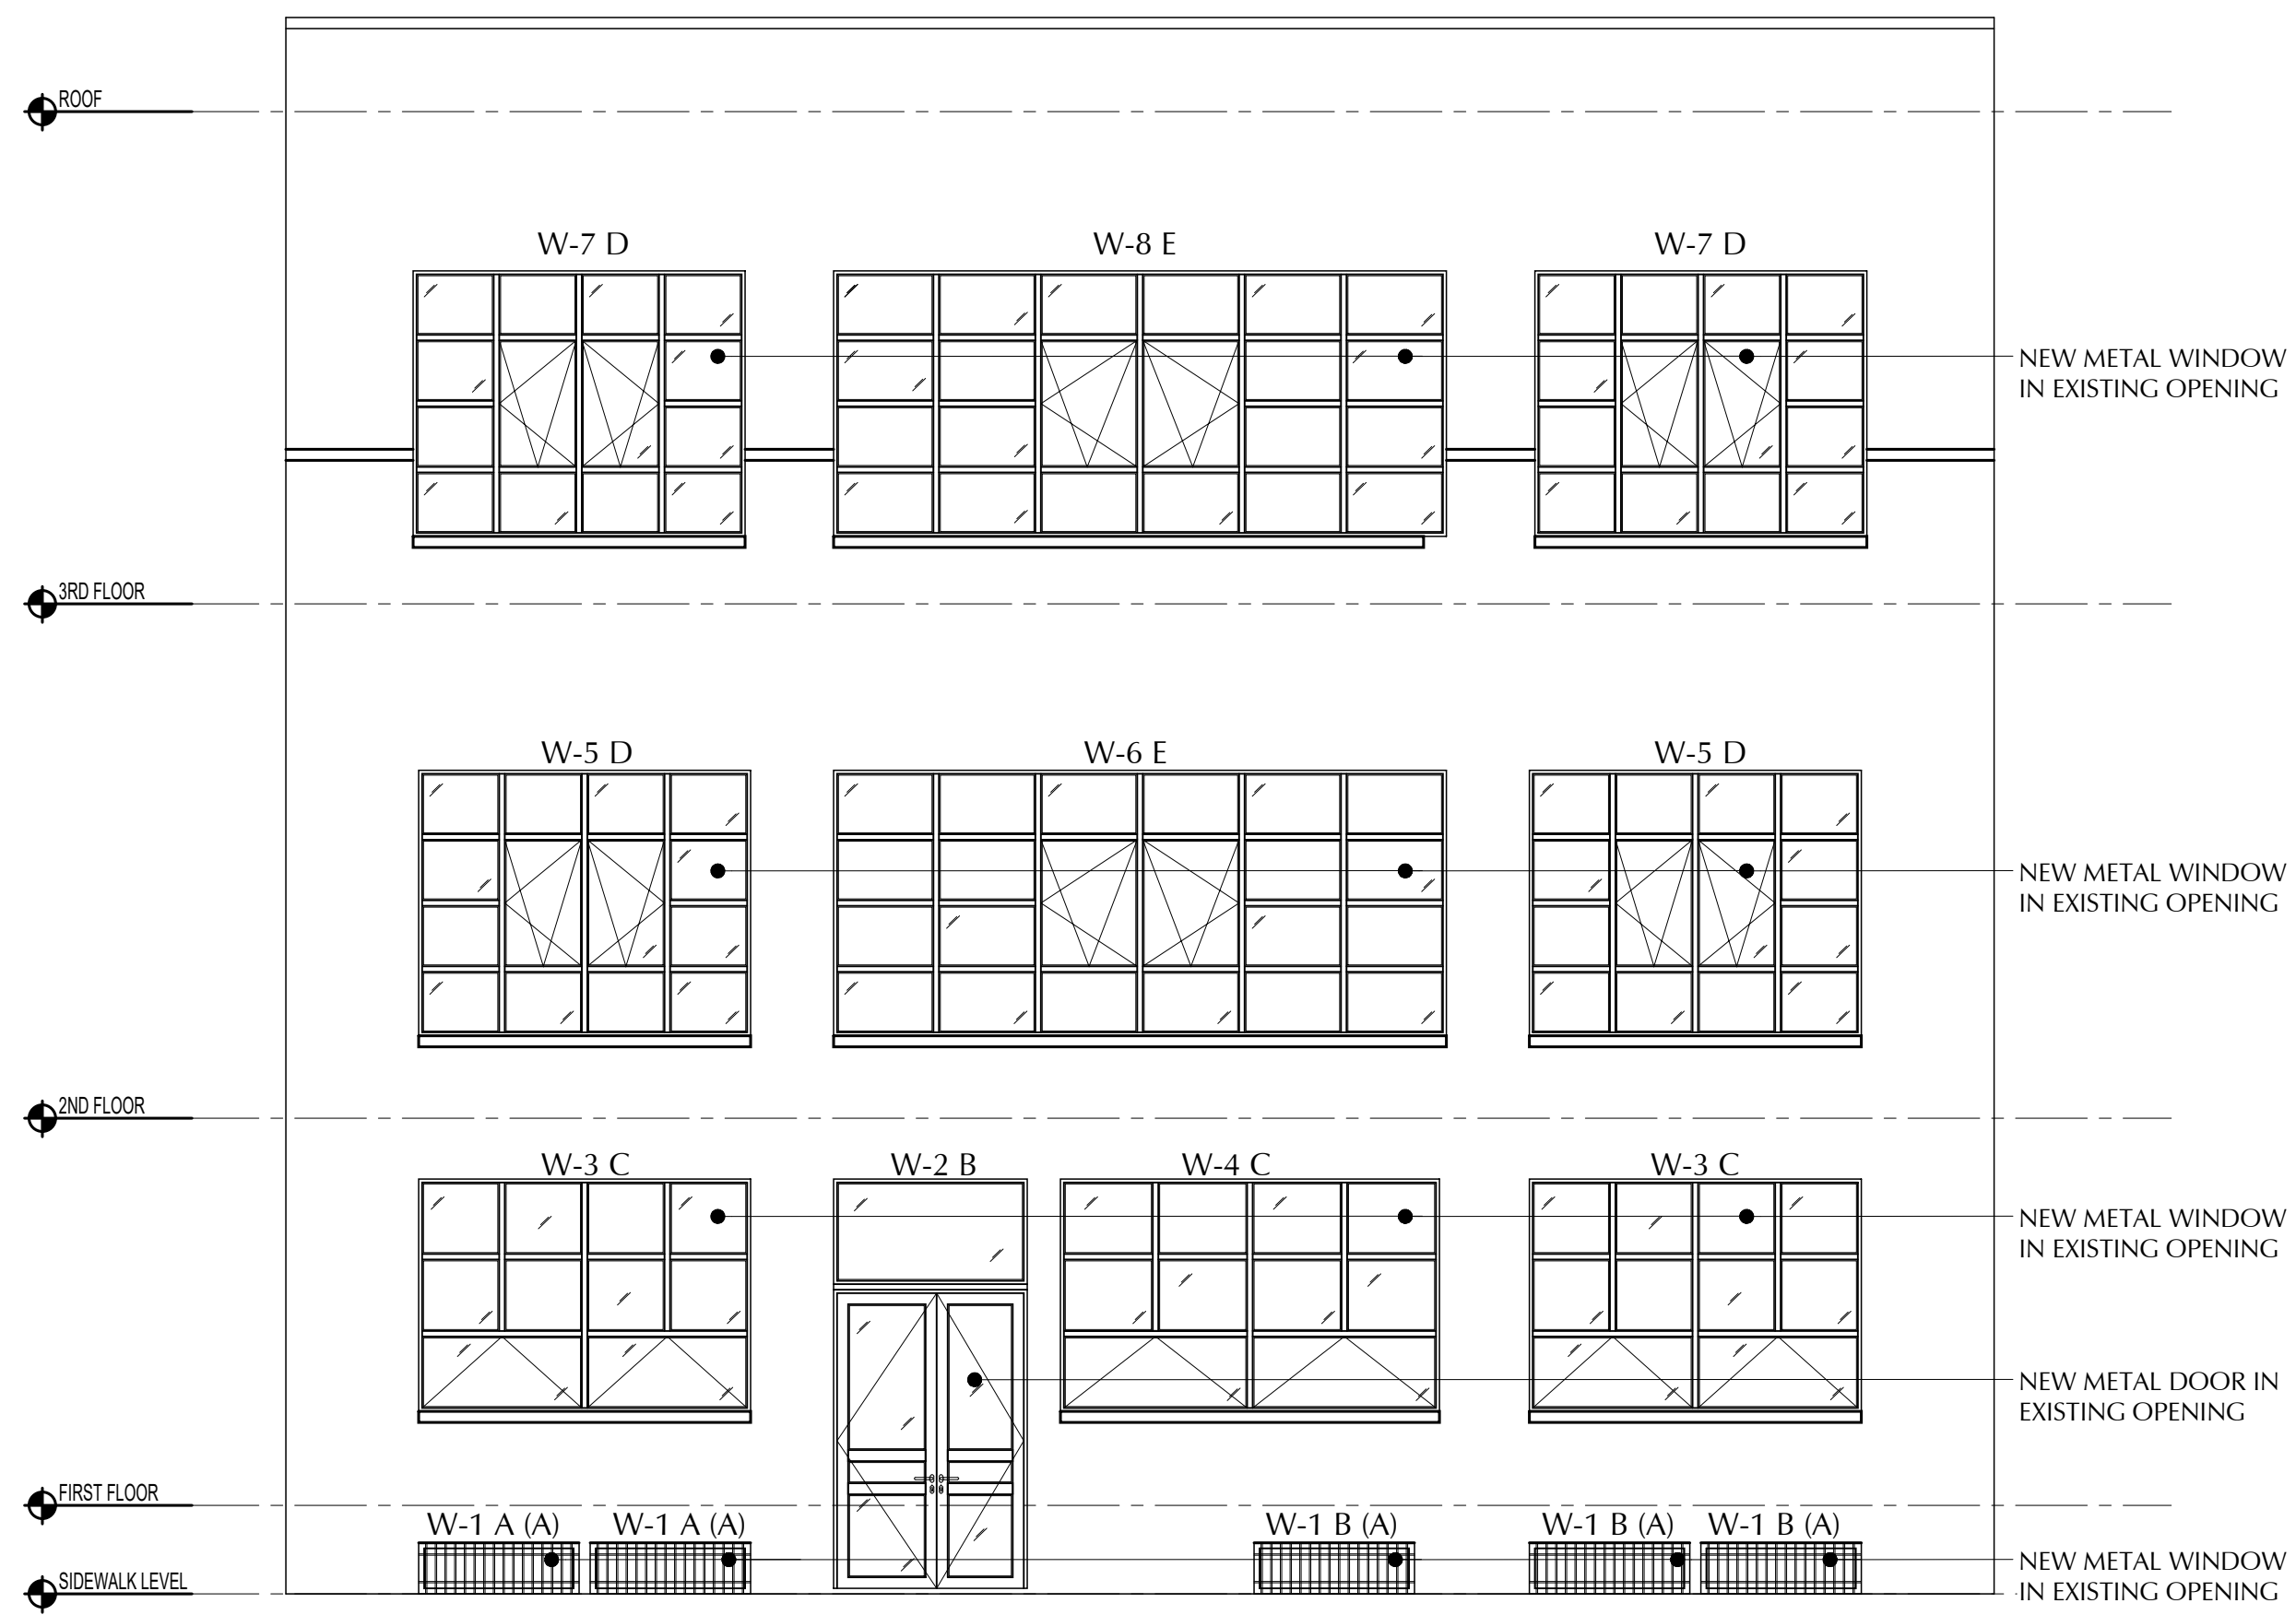 ROOF
W-7 D
W-8 E
W-7 D
NEW METAL WINDOW
IN EXISTING OPENING
3RD FLOOR
W-5 D
W-6 E
W-5 D
NEW METAL WINDOW
IN EXISTING OPENING
2ND FLOOR
W-3 C
W-2 B
W-4 C
W-3 C
NEW METAL WINDOW
IN EXISTING OPENING
NEW METAL DOOR IN
EXISTING OPENING
FIRST FLOOR
W-1 A (A)
W-1 A (A)
W-1 B (A)
W-1 B (A)
W-1 B (A)
NEW METAL WINDOW
IN EXISTING OPENING
SIDEWALK LEVEL